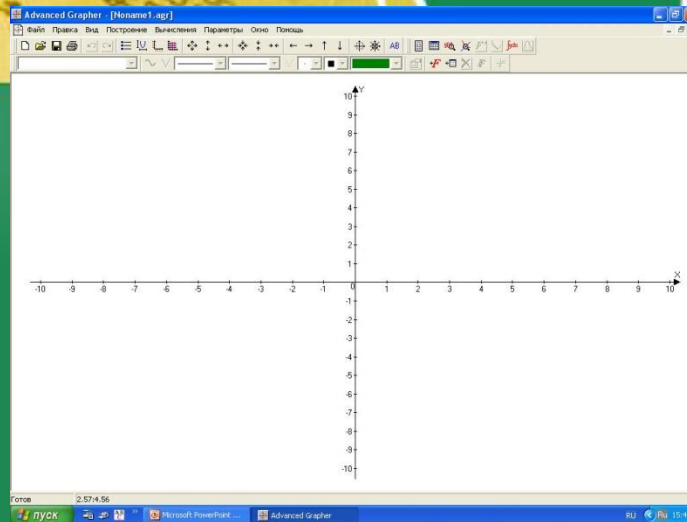 Advanced Grapher - [Noname1.agr]
Файл Правка Вид Построение Вычисления Параметры Окно Помощь
AB
Y
10
9
8
7
6
5
4
3
2
1
X
-10 -9 -8 -7 -6 -5 -4 -3 -2 -1 0 1 2 3 4 5 6 7 8 9 10
-1
-2
-3
-4
-5
-6
-7
-8
-9
-10
Готов 2.57:4.56
пуск Microsoft PowerPoint ... Advanced Grapher RU